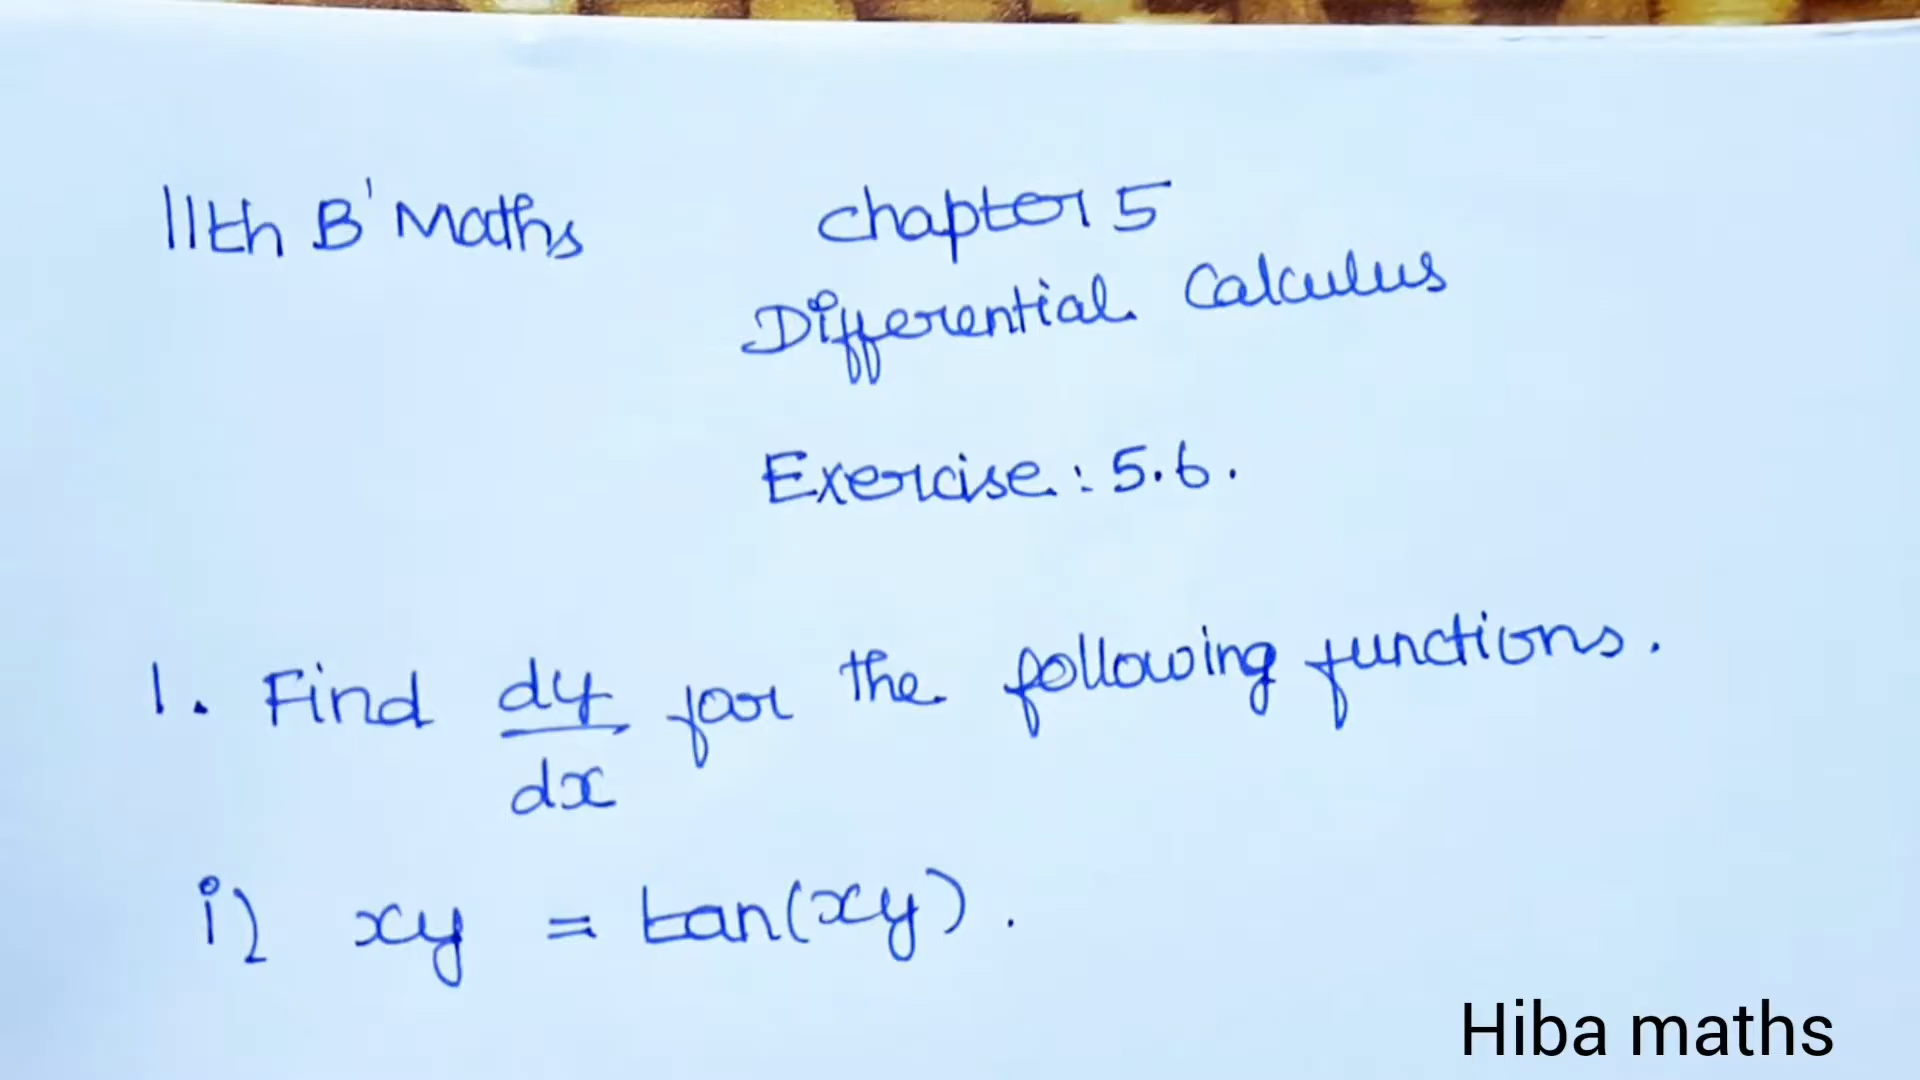 11th B' Maths chapter 5
Differential Calculus
Exercise : 5.6.
1. Find dy/dx for the following functions.
i) xy = tan(xy).
Hiba maths